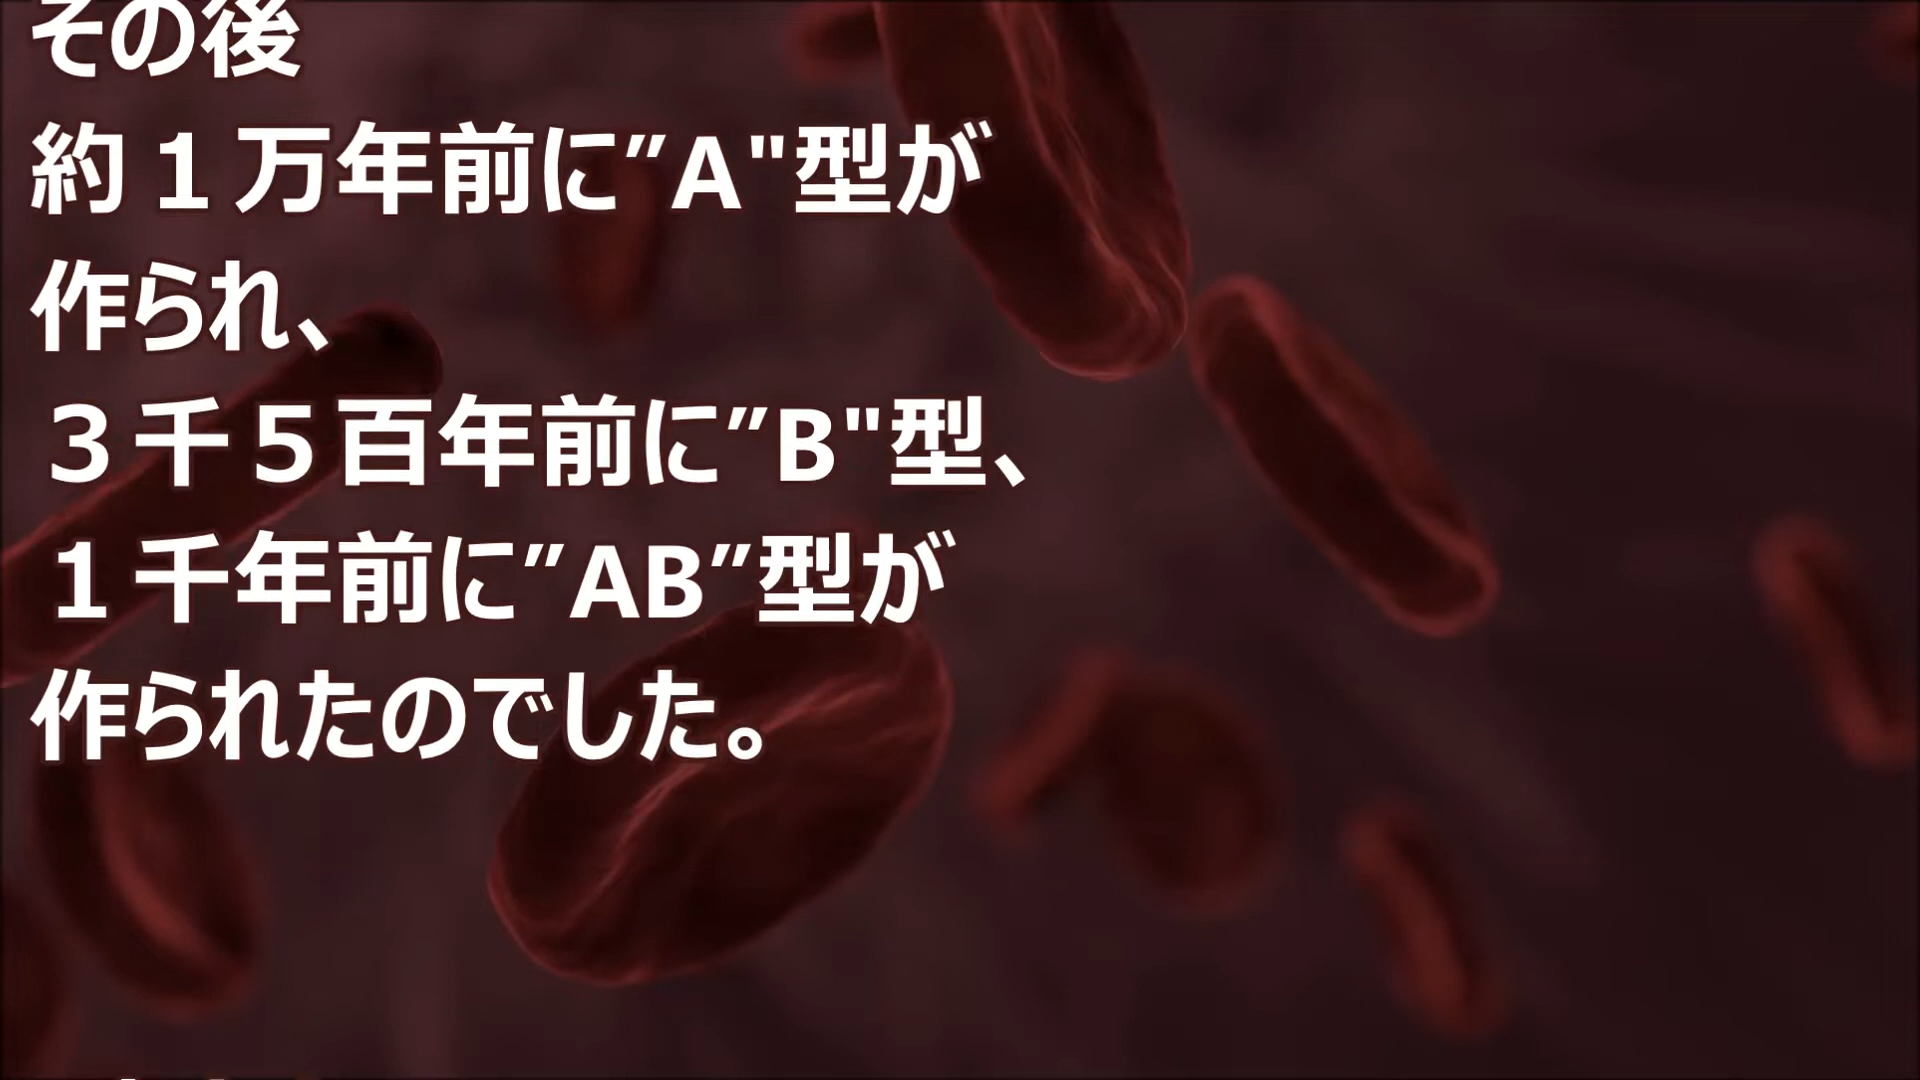 その後
約１万年前に”A"型が
作られ、
３千５百年前に”B"型、
１千年前に”AB”型が
作られたのでした。